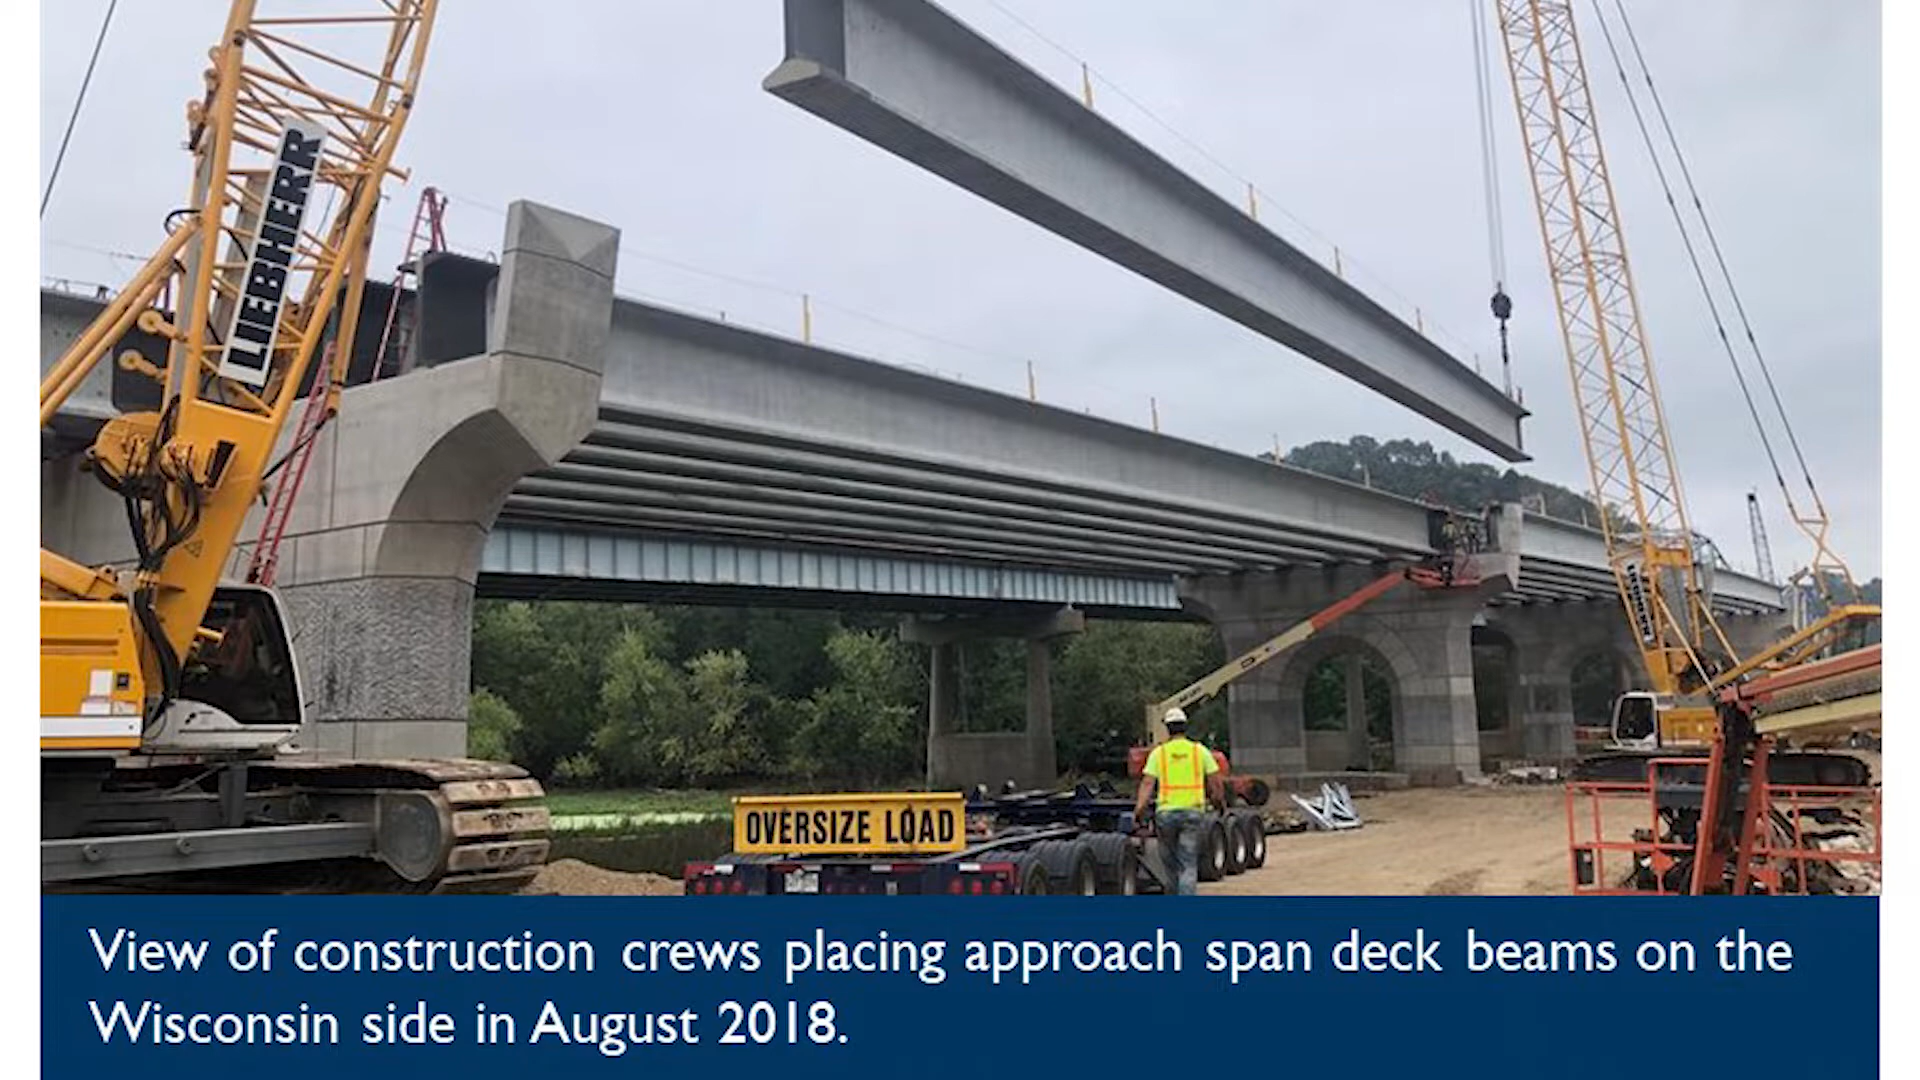 LIEBHERR
LIEBHERR
OVERSIZE LOAD
View of construction crews placing approach span deck beams on the
Wisconsin side in August 2018.